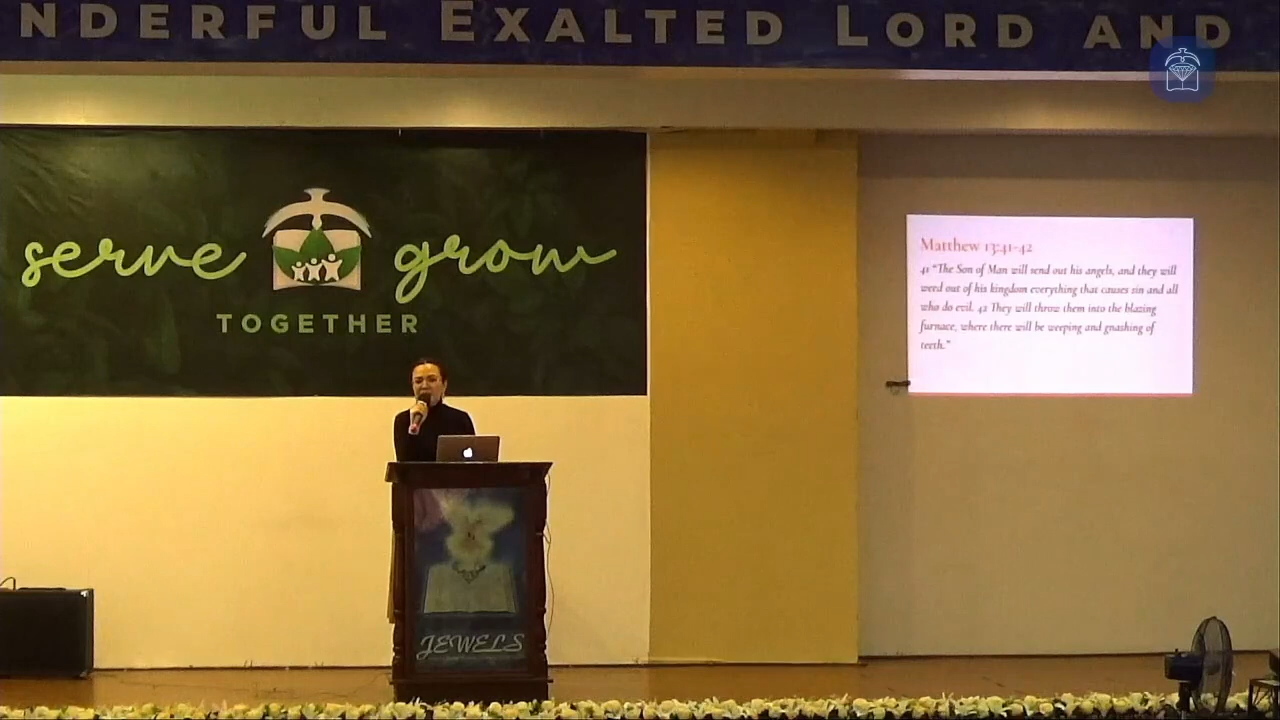 NDERFUL EXALTED LORD AND
serve grow
TOGETHER
Matthew 13:41-42
41 “The Son of Man will send out his angels, and they will
weed out of his kingdom everything that causes sin and all
who do evil. 42 They will throw them into the blazing
furnace, where there will be weeping and gnashing of
teeth.”
JEWELS